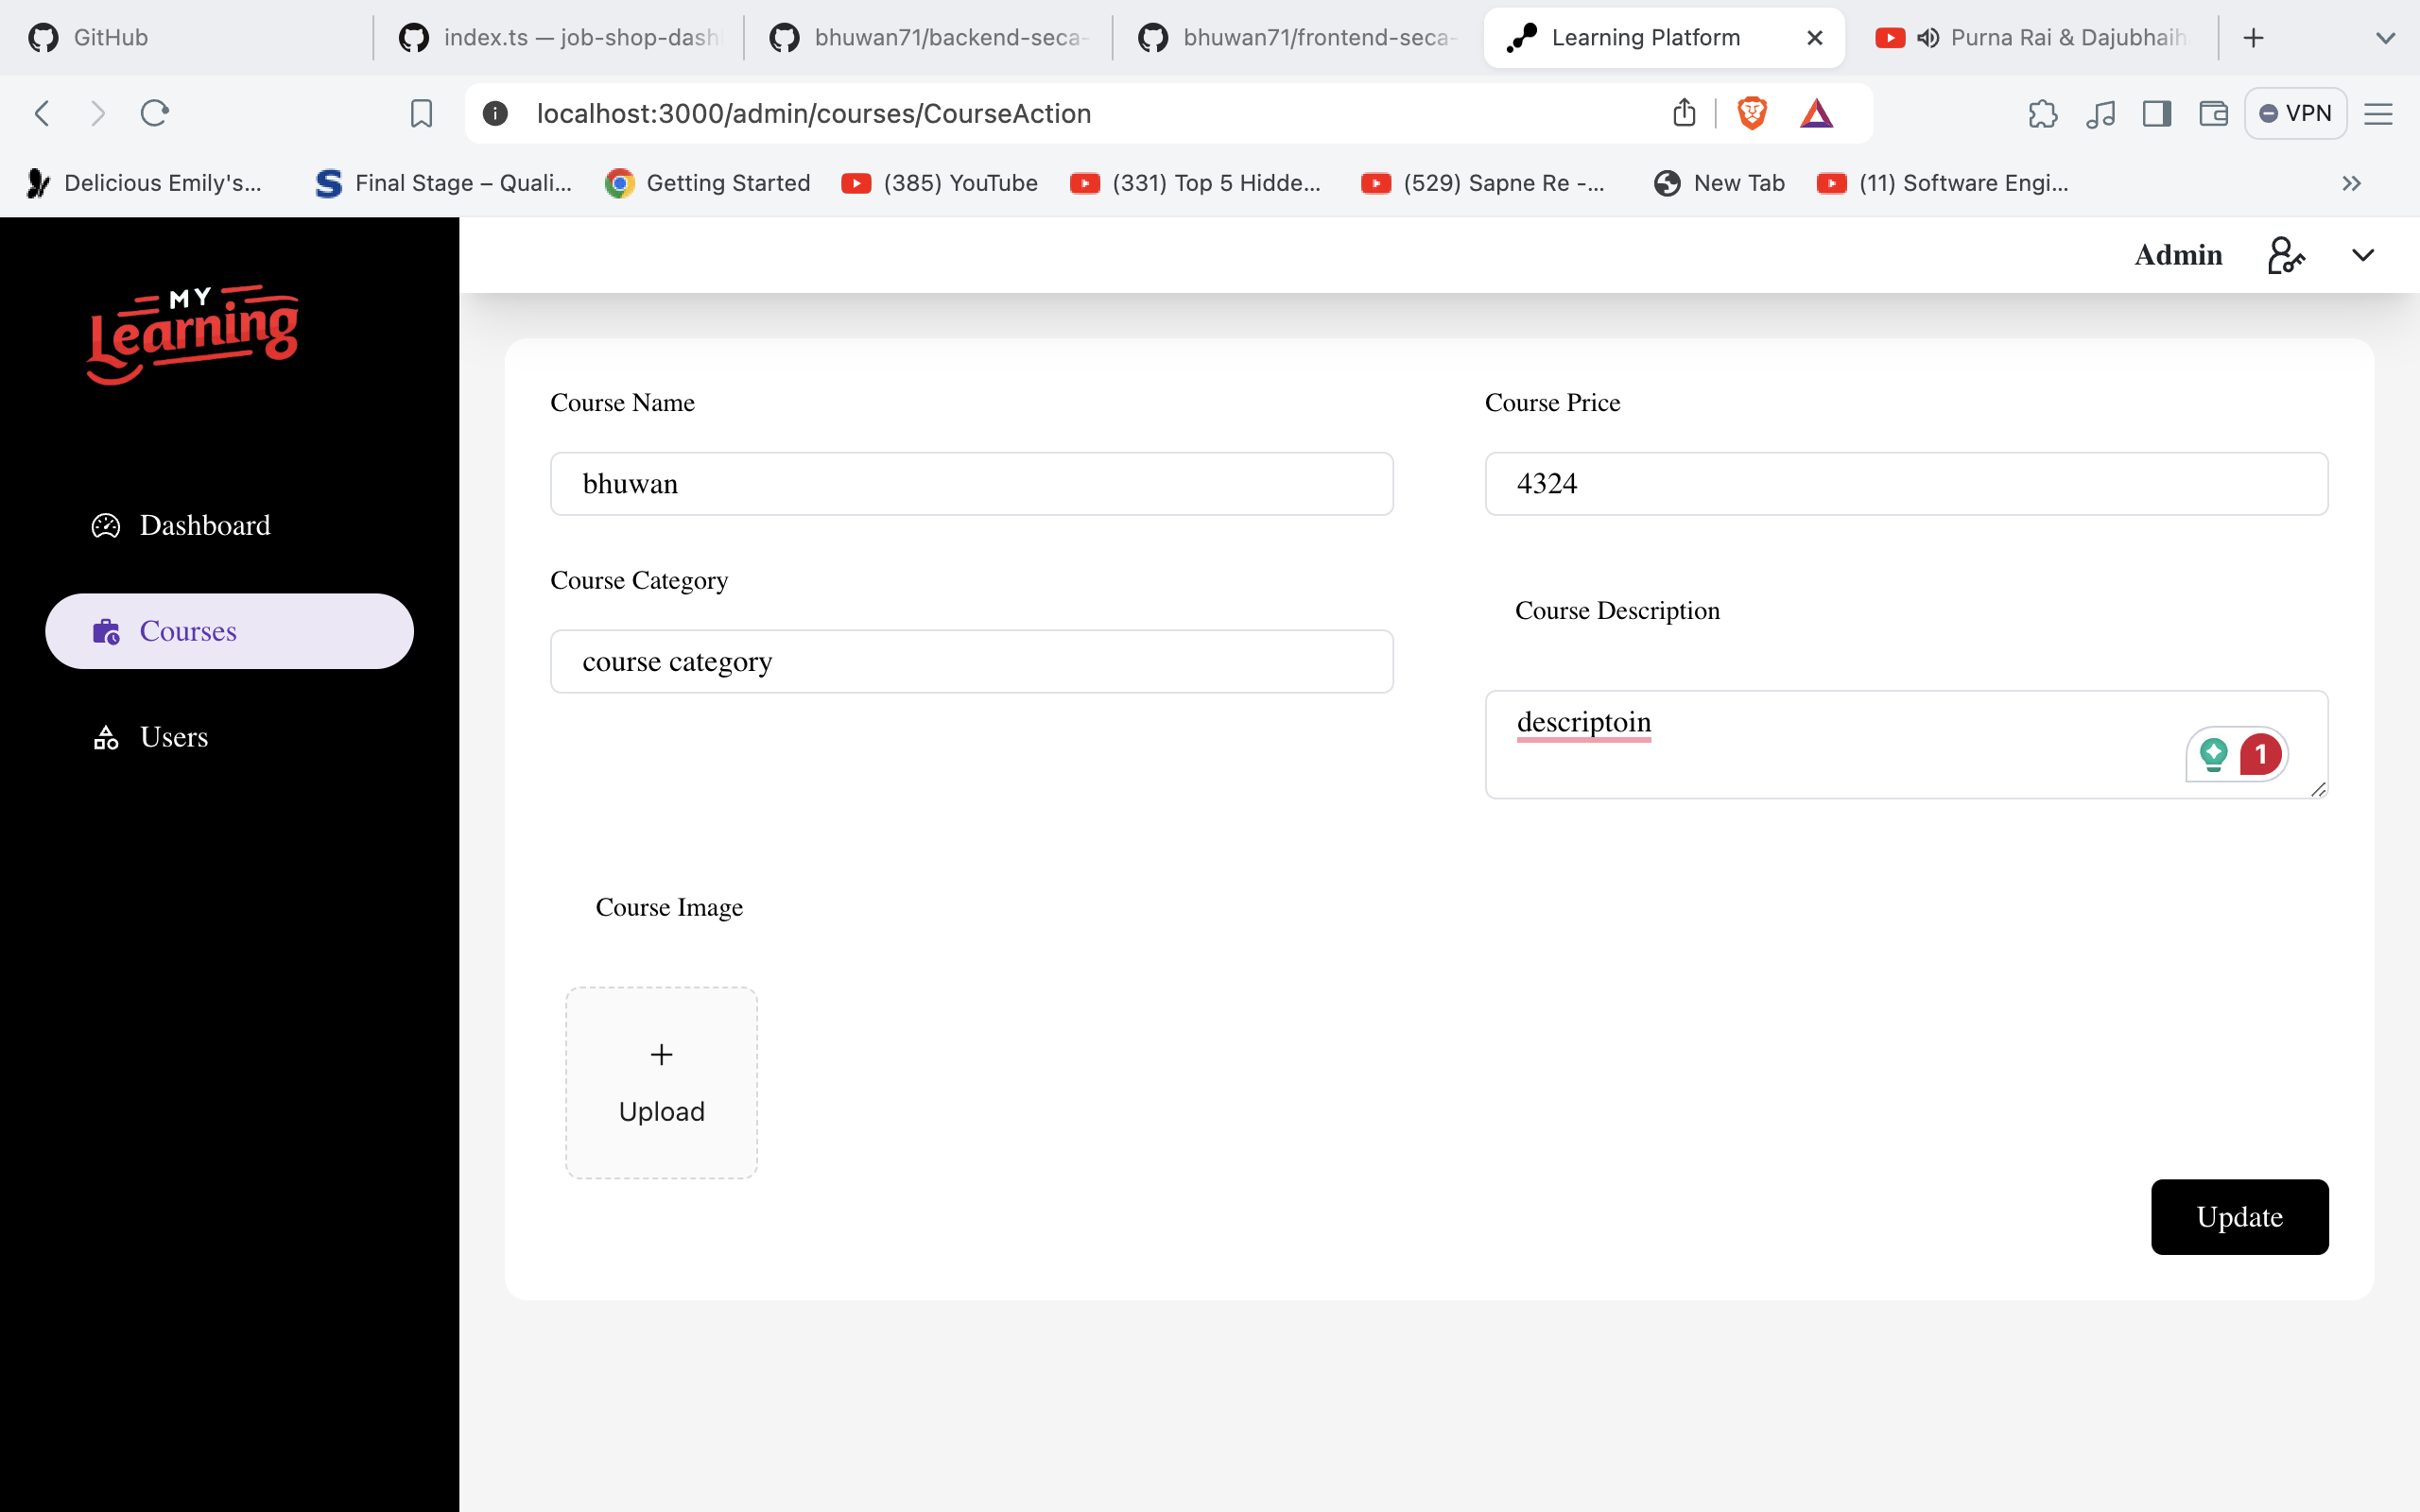 GitHub
index.ts — job-shop-dash
bhuwan71/backend-seca-
bhuwan71/frontend-seca-
Learning Platform
Purna Rai & Dajubhaih
localhost:3000/admin/courses/CourseAction
VPN
Delicious Emily's...
Final Stage – Quali...
Getting Started
(385) YouTube
(331) Top 5 Hidde...
(529) Sapne Re -...
New Tab
(11) Software Engi...
MY
Learning
Admin
Dashboard
Courses
Users
Course Name
Course Price
bhuwan
4324
Course Category
Course Description
course category
descriptoin
1
Course Image
Upload
Update